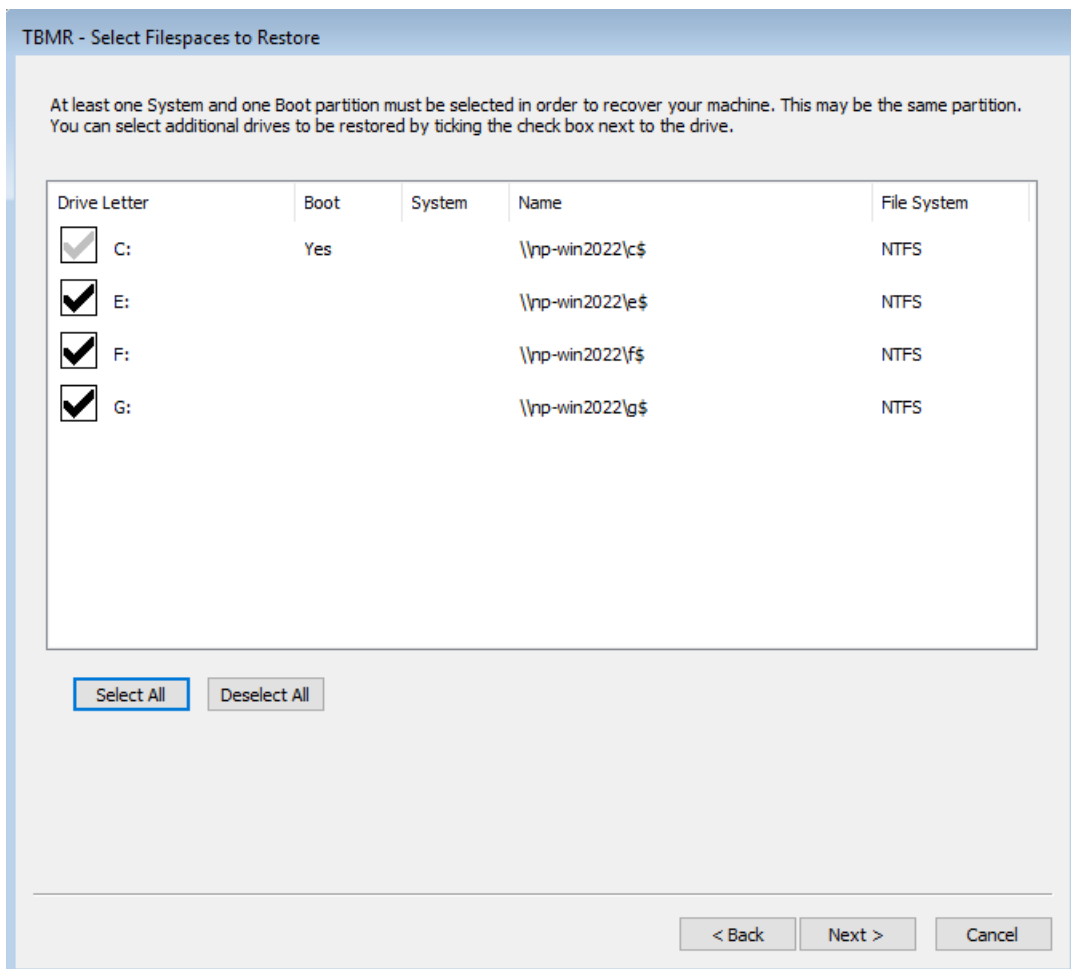 TBMR - Select Filespaces to Restore
At least one System and one Boot partition must be selected in order to recover your machine. This may be the same partition.
You can select additional drives to be restored by ticking the check box next to the drive.
Drive Letter Boot System Name File System
C: Yes \\np-win2022\c$ NTFS
E: \\np-win2022\e$ NTFS
F: \\np-win2022\f$ NTFS
G: \\np-win2022\g$ NTFS
Select All Deselect All
< Back Next > Cancel